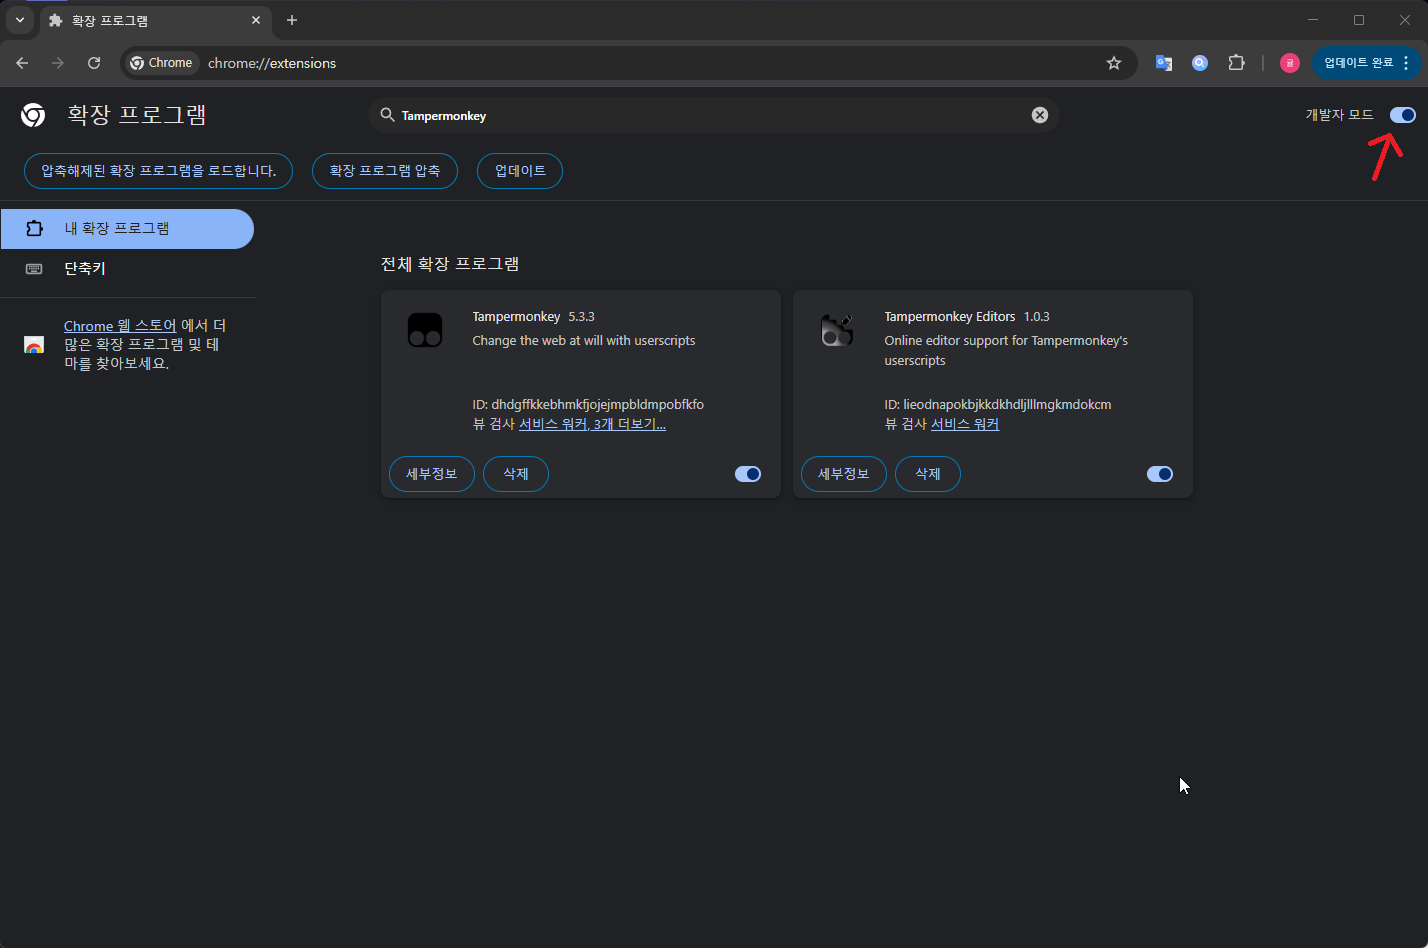 확장 프로그램
Chrome
chrome://extensions
귤
업데이트 완료
확장 프로그램
Tampermonkey
개발자 모드
압축해제된 확장 프로그램을 로드합니다.
확장 프로그램 압축
업데이트
내 확장 프로그램
단축키
Chrome 웹 스토어 에서 더
많은 확장 프로그램 및 테
마를 찾아보세요.
전체 확장 프로그램
Tampermonkey 5.3.3
Change the web at will with userscripts
ID: dhdgffkkebhmkfjojejmpbldmpobfkfo
뷰 검사 서비스 워커, 3개 더보기...
세부정보
삭제
Tampermonkey Editors 1.0.3
Online editor support for Tampermonkey's
userscripts
ID: lieodnapokbjkkdkhdljlllmgkmdokcm
뷰 검사 서비스 워커
세부정보
삭제